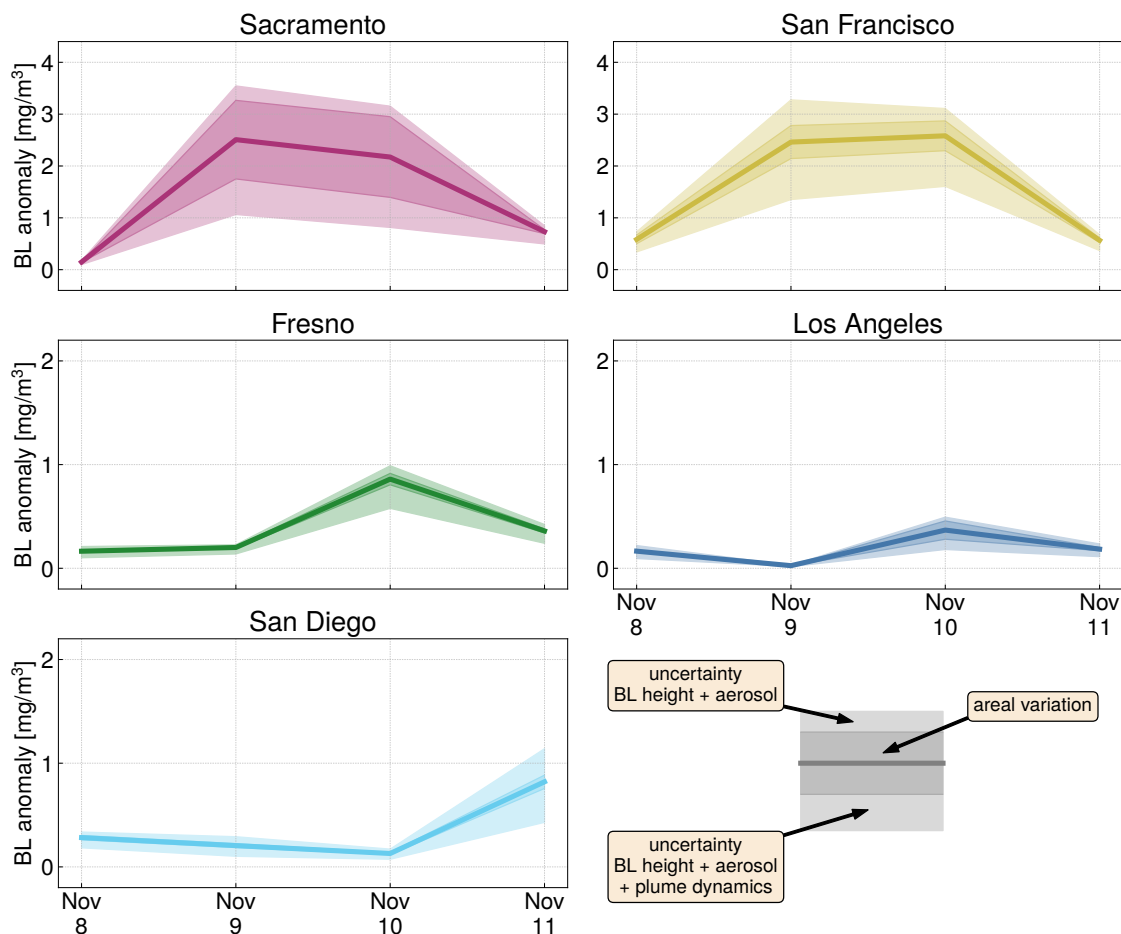 Sacramento
BL anomaly [mg/m³]
4
3
2
1
0
San Francisco
4
3
2
1
0
Fresno
BL anomaly [mg/m³]
2
1
0
Los Angeles
2
1
0
Nov
8
Nov
9
Nov
10
Nov
11
San Diego
BL anomaly [mg/m³]
2
1
0
Nov
8
Nov
9
Nov
10
Nov
11
uncertainty
BL height + aerosol
areal variation
uncertainty
BL height + aerosol
+ plume dynamics